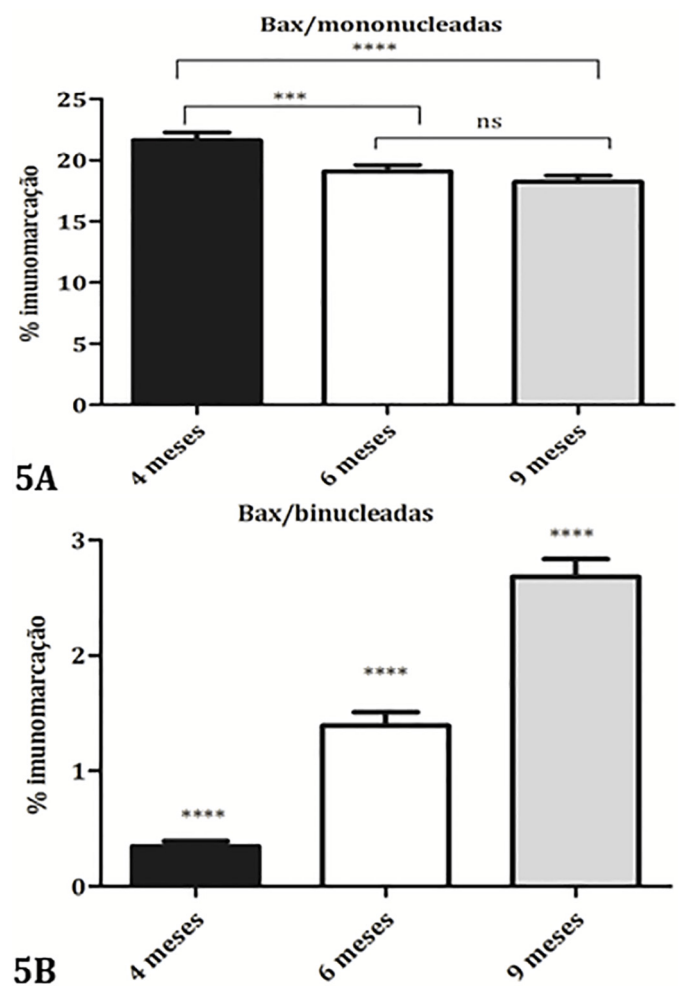 Bax/mononucleadas
****
***
ns
25
20
15
10
5
0
% imunomarcação
4 meses
6 meses
9 meses
5A
Bax/binucleadas
****
****
****
3
2
1
0
% imunomarcação
4 meses
6 meses
9 meses
5B